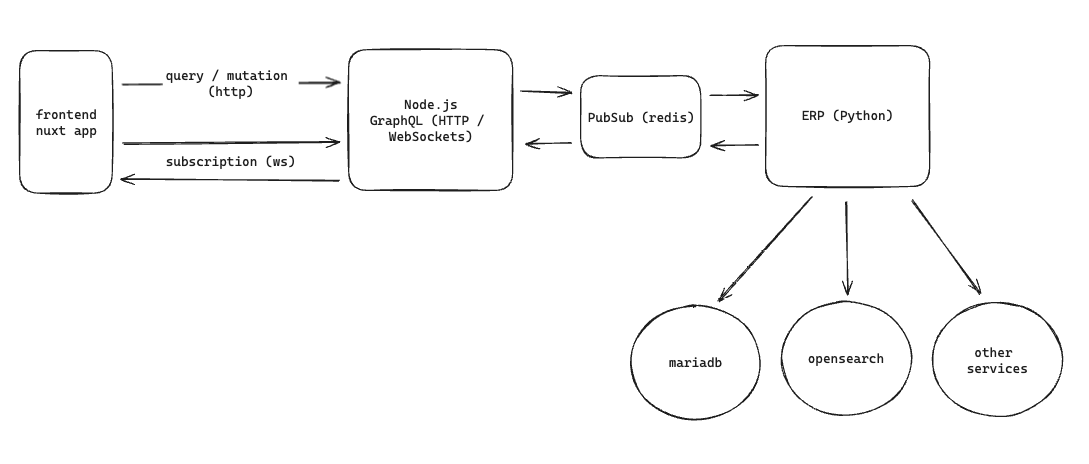 frontend
nuxt app
query / mutation
(http)
subscription (ws)
Node.js
GraphQL (HTTP /
WebSockets)
PubSub (redis)
ERP (Python)
mariadb
opensearch
other
services